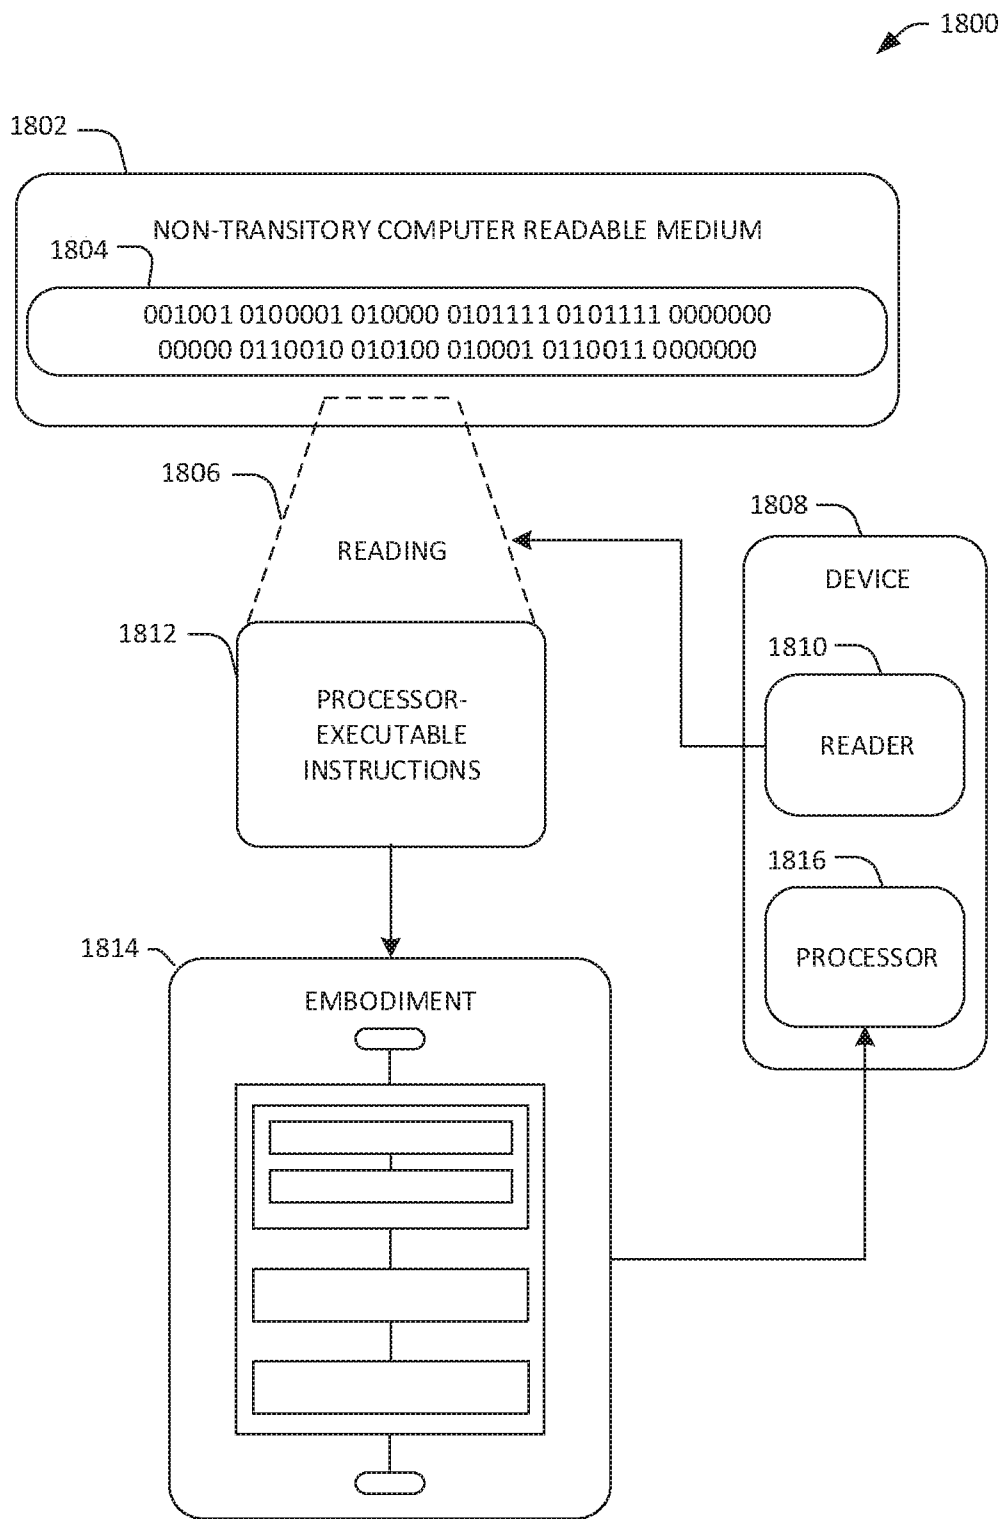 1800
1802
NON-TRANSITORY COMPUTER READABLE MEDIUM
1804
001001 0100001 010000 0101111 0101111 0000000
00000 0110010 010100 010001 0110011 0000000
1806
READING
1808
DEVICE
1810
READER
1812
PROCESSOR-
EXECUTABLE
INSTRUCTIONS
1816
PROCESSOR
1814
EMBODIMENT